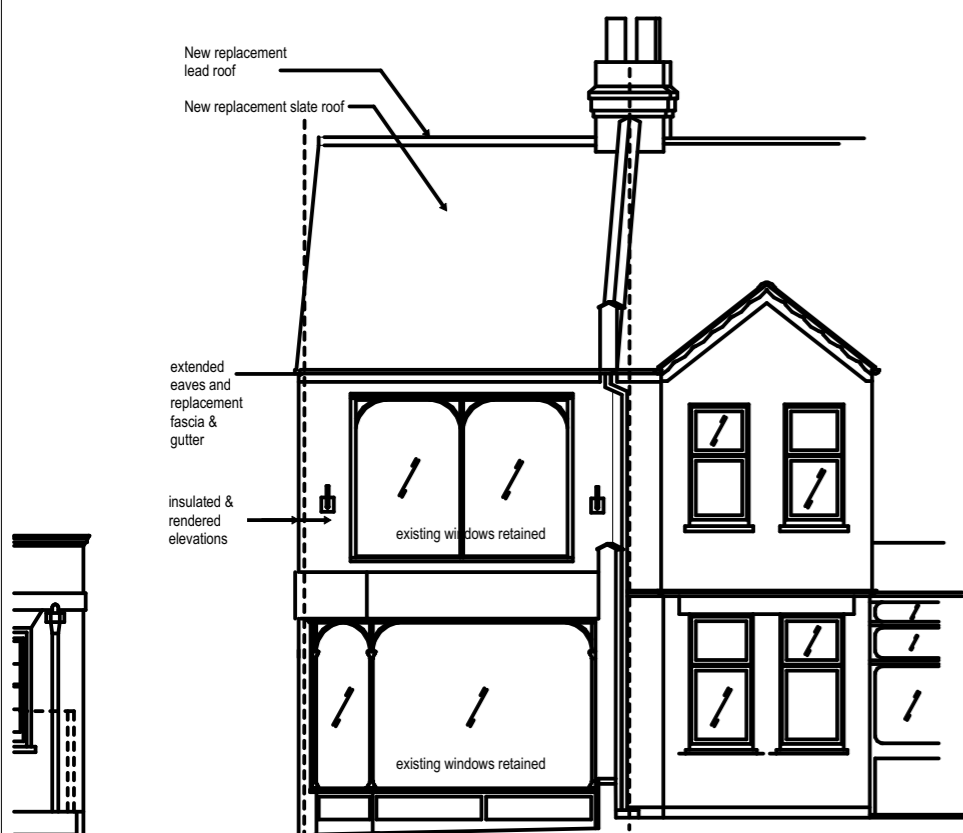 New replacement
lead roof
New replacement slate roof
extended
eaves and
replacement
fascia &
gutter
insulated &
rendered
elevations
existing windows retained
existing windows retained